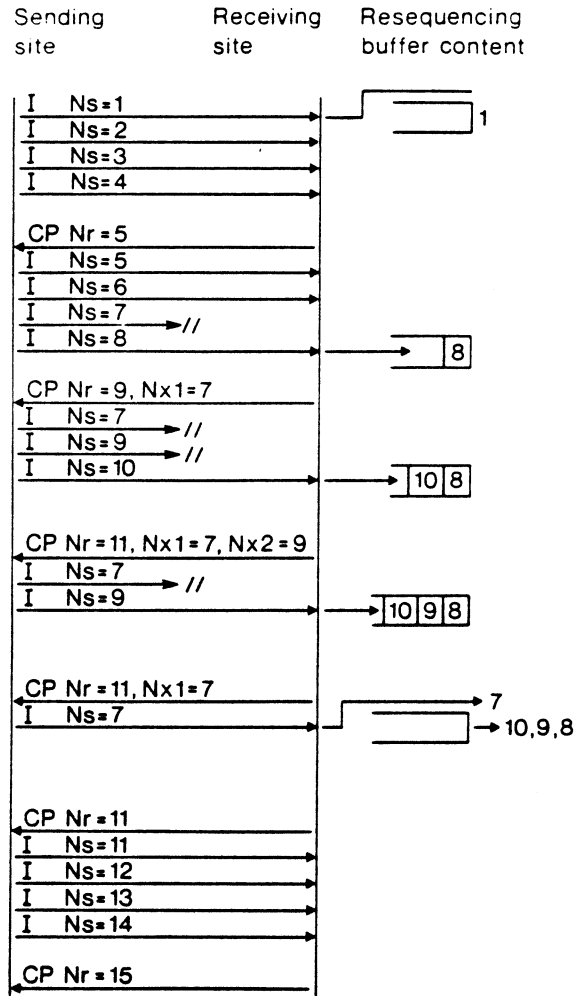 Sending site
Receiving site
Resequencing buffer content
I Ns=1
1
I Ns=2
I Ns=3
I Ns=4
CP Nr=5
I Ns=5
I Ns=6
I Ns=7 //
I Ns=8
8
CP Nr=9, Nx1=7
I Ns=7 //
I Ns=9 //
I Ns=10
10 8
CP Nr=11, Nx1=7, Nx2=9
I Ns=7 //
I Ns=9
10 9 8
CP Nr=11, Nx1=7
7
I Ns=7
10,9,8
CP Nr=11
I Ns=11
I Ns=12
I Ns=13
I Ns=14
CP Nr=15